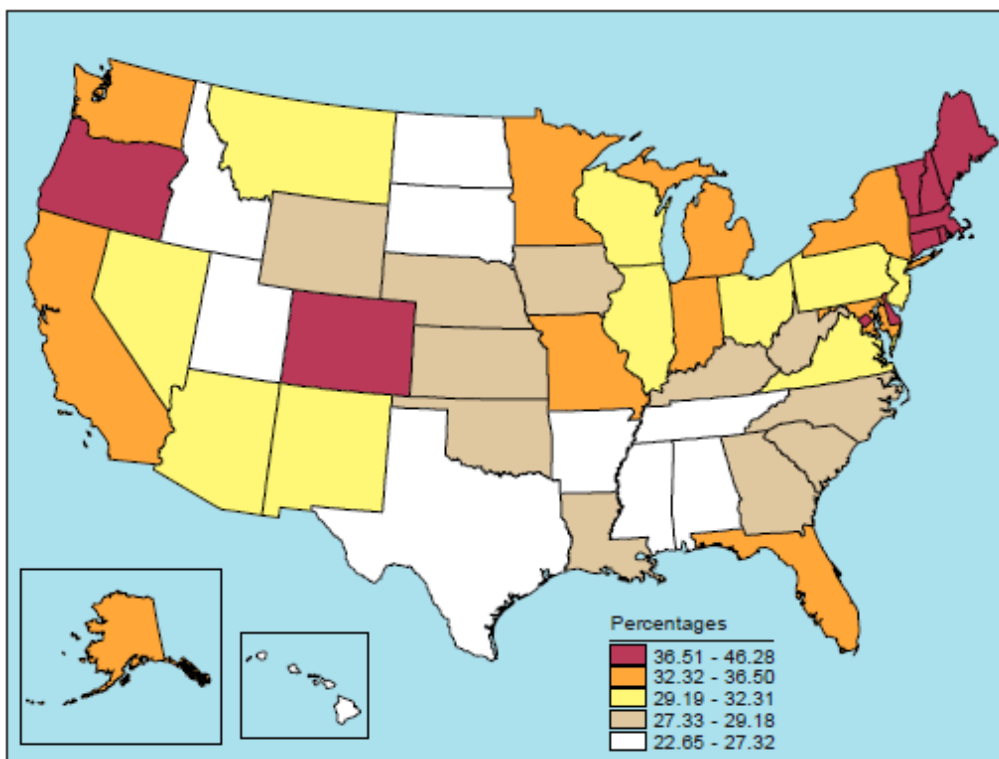 Percentages
36.51 - 46.28
32.32 - 36.50
29.19 - 32.31
27.33 - 29.18
22.65 - 27.32